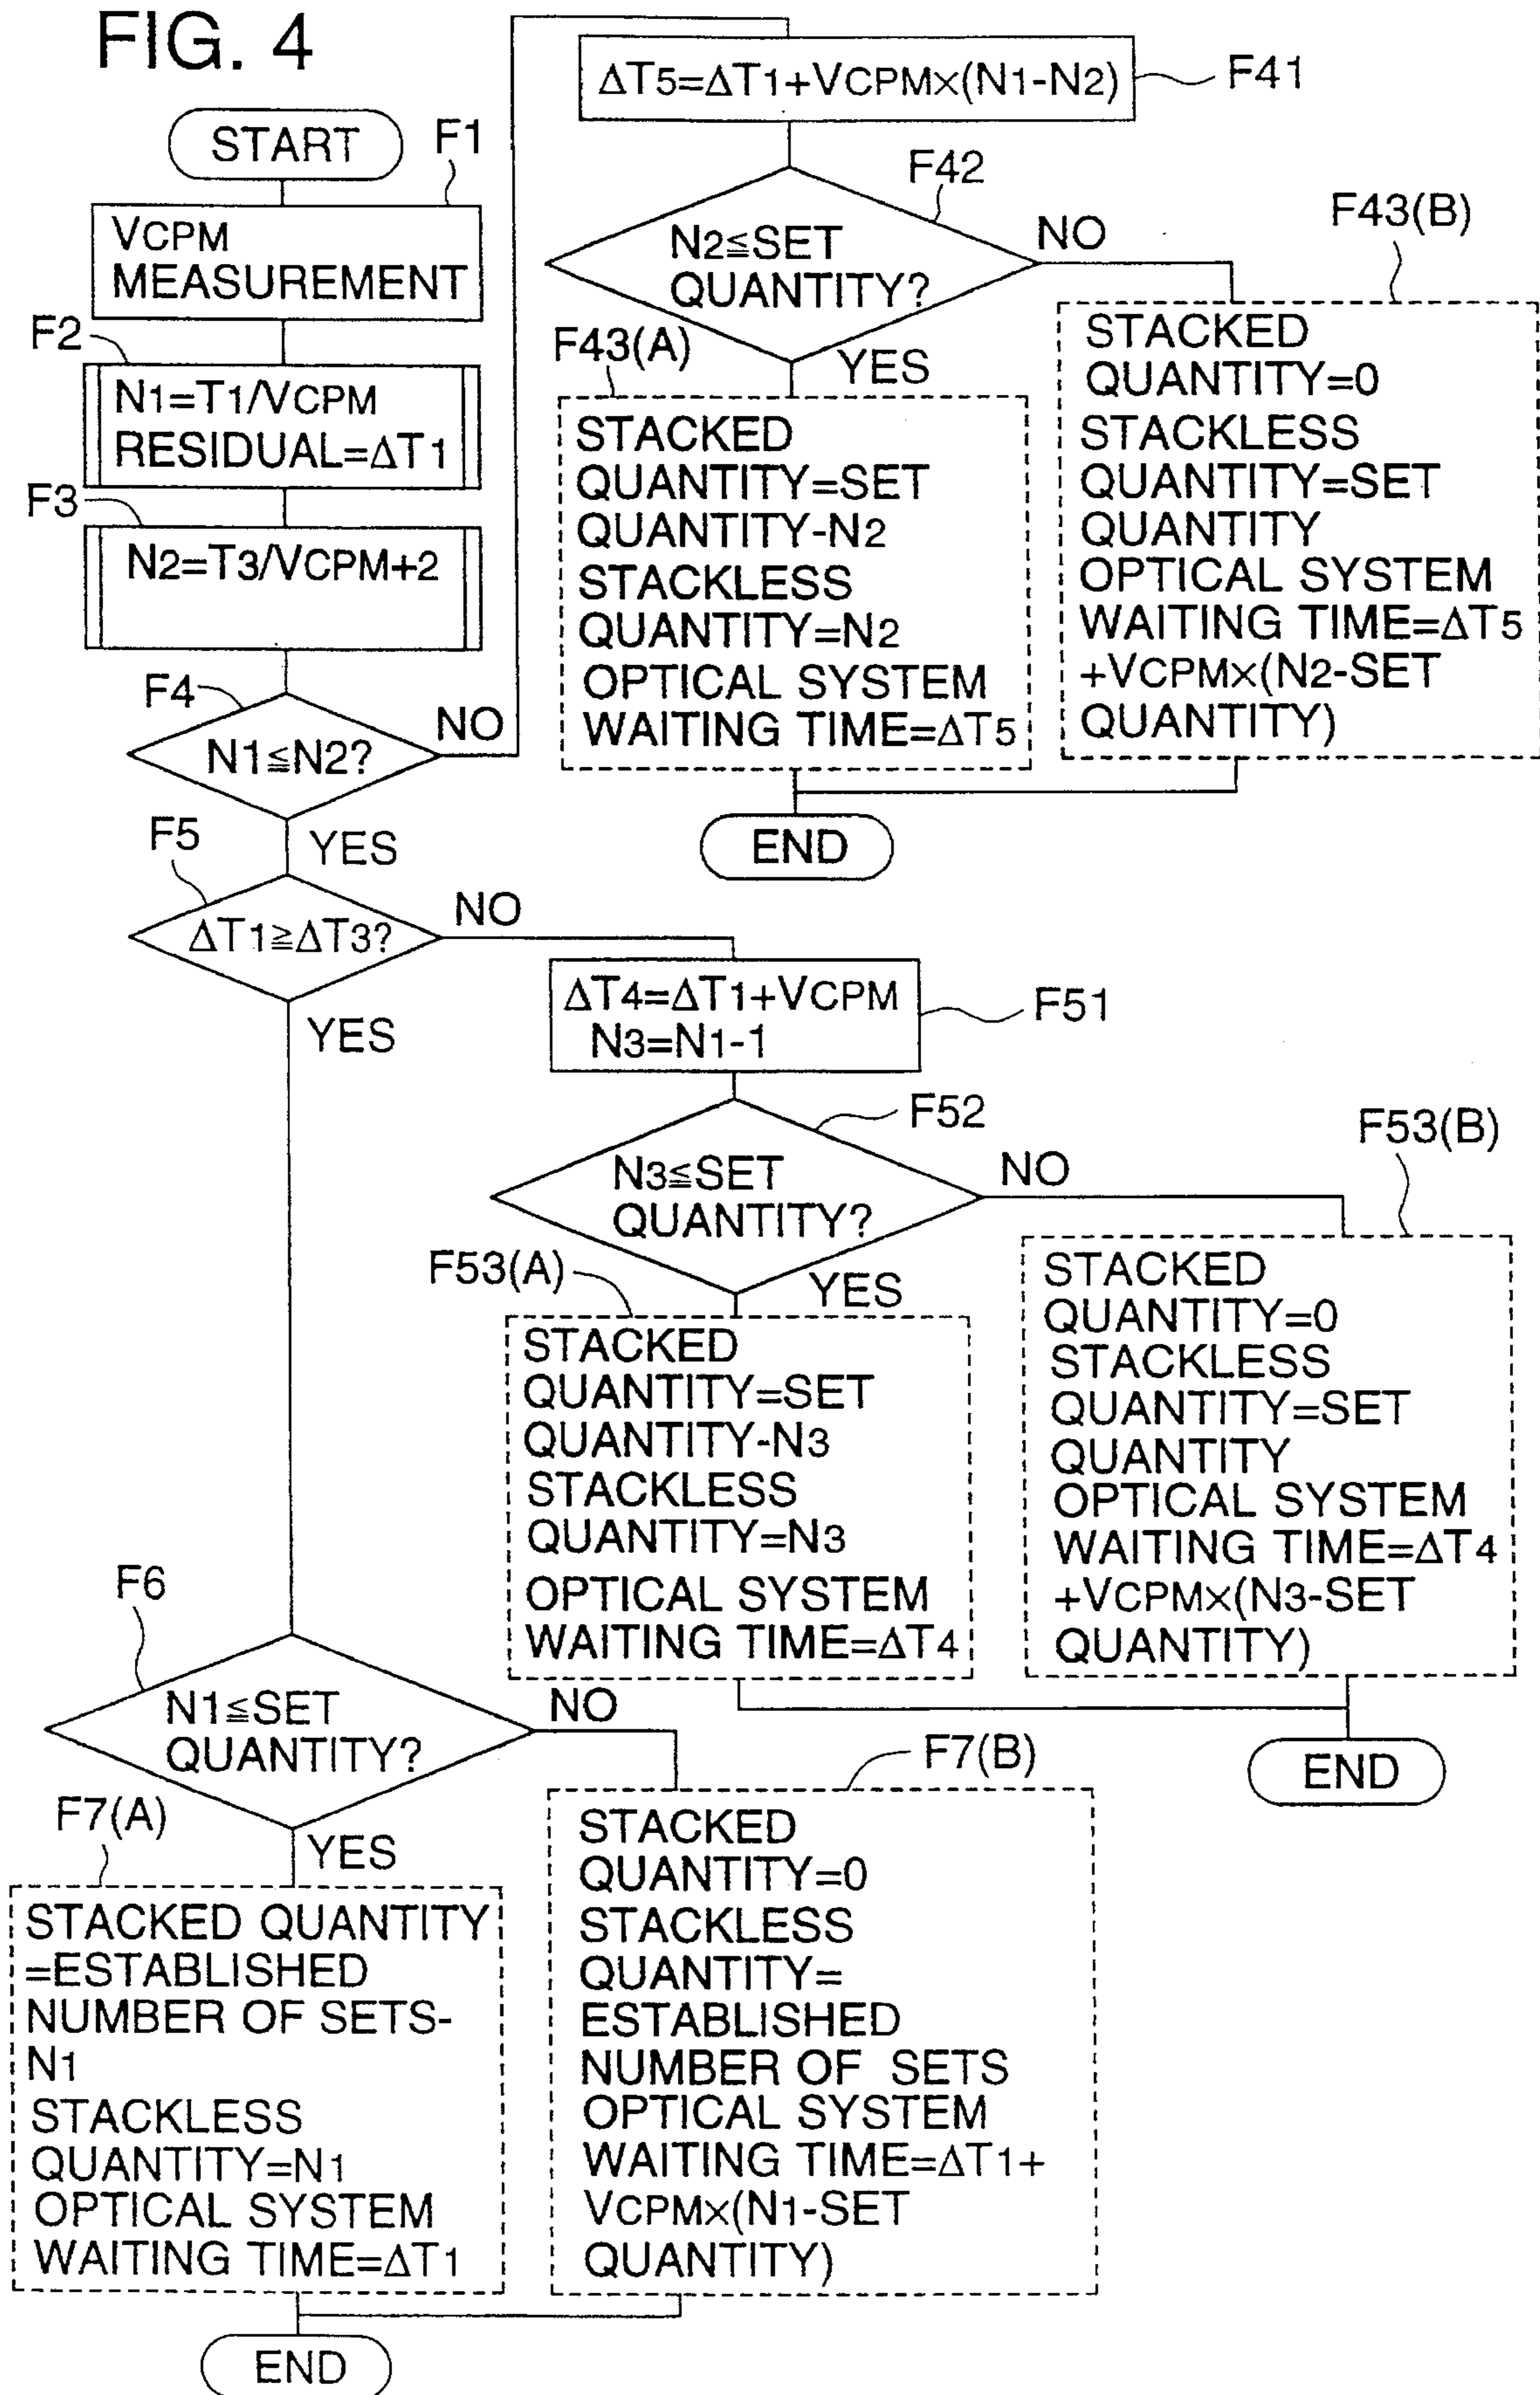 FIG. 4
START
F1
VCPM
MEASUREMENT
F2
N1=T1/VCPM
RESIDUAL=ΔT1
F3
N2=T3/VCPM+2
F4
N1≦N2?
NO
YES
ΔT5=ΔT1+VCPM×(N1-N2)
F41
F42
N2≦SET
QUANTITY?
NO
YES
F43(A)
STACKED
QUANTITY=SET
QUANTITY-N2
STACKLESS
QUANTITY=N2
OPTICAL SYSTEM
WAITING TIME=ΔT5
F43(B)
STACKED
QUANTITY=0
STACKLESS
QUANTITY=SET
QUANTITY
OPTICAL SYSTEM
WAITING TIME=ΔT5
+VCPM×(N2-SET
QUANTITY)
END
F5
ΔT1≧ΔT3?
NO
YES
ΔT4=ΔT1+VCPM
N3=N1-1
F51
F52
N3≦SET
QUANTITY?
NO
YES
F53(A)
STACKED
QUANTITY=SET
QUANTITY-N3
STACKLESS
QUANTITY=N3
OPTICAL SYSTEM
WAITING TIME=ΔT4
F53(B)
STACKED
QUANTITY=0
STACKLESS
QUANTITY=SET
QUANTITY
OPTICAL SYSTEM
WAITING TIME=ΔT4
+VCPM×(N3-SET
QUANTITY)
END
F6
N1≦SET
QUANTITY?
NO
YES
F7(A)
STACKED QUANTITY
=ESTABLISHED
NUMBER OF SETS-
N1
STACKLESS
QUANTITY=N1
OPTICAL SYSTEM
WAITING TIME=ΔT1
F7(B)
STACKED
QUANTITY=0
STACKLESS
QUANTITY=
ESTABLISHED
NUMBER OF SETS
OPTICAL SYSTEM
WAITING TIME=ΔT1+
VCPM×(N1-SET
QUANTITY)
END